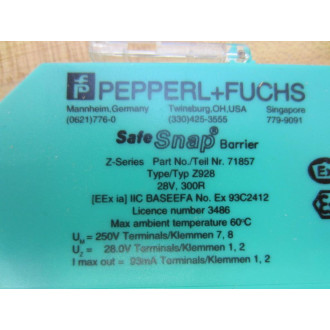 PEPPERL+FUCHS
Mannheim,Germany Twinsburg,OH,USA Singapore
(0621)776-0 (330)425-3555 779-9091
Safe Snap® Barrier
Z-Series Part No./Teil Nr. 71857
Type/Typ Z928
28V, 300R
[EEx ia] IIC BASEEFA No. Ex 93C2412
Licence number 3486
Max ambient temperature 60°C
UM = 250V Terminals/Klemmen 7, 8
UZ = 28.0V Terminals/Klemmen 1, 2
I max out = 93mA Terminals/Klemmen 1, 2